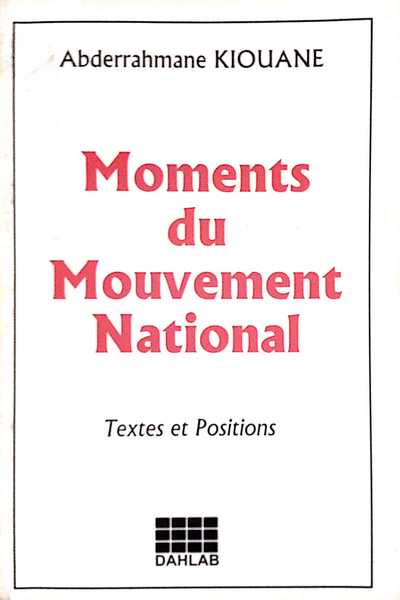 Abderrahmane KIOUANE
Moments
du
Mouvement
National
Textes et Positions
DAHLAB